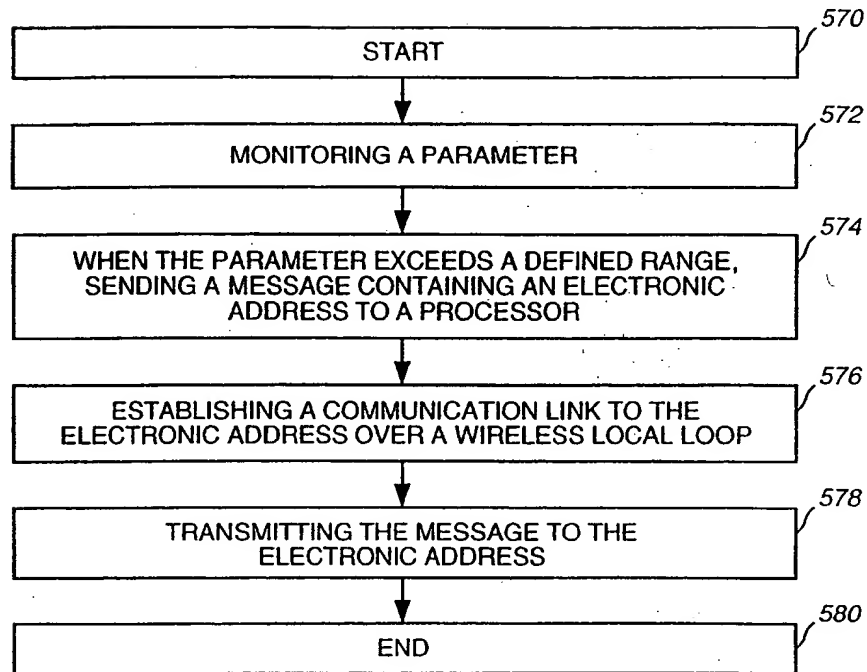 570
START
572
MONITORING A PARAMETER
574
WHEN THE PARAMETER EXCEEDS A DEFINED RANGE,
SENDING A MESSAGE CONTAINING AN ELECTRONIC
ADDRESS TO A PROCESSOR
576
ESTABLISHING A COMMUNICATION LINK TO THE
ELECTRONIC ADDRESS OVER A WIRELESS LOCAL LOOP
578
TRANSMITTING THE MESSAGE TO THE
ELECTRONIC ADDRESS
580
END